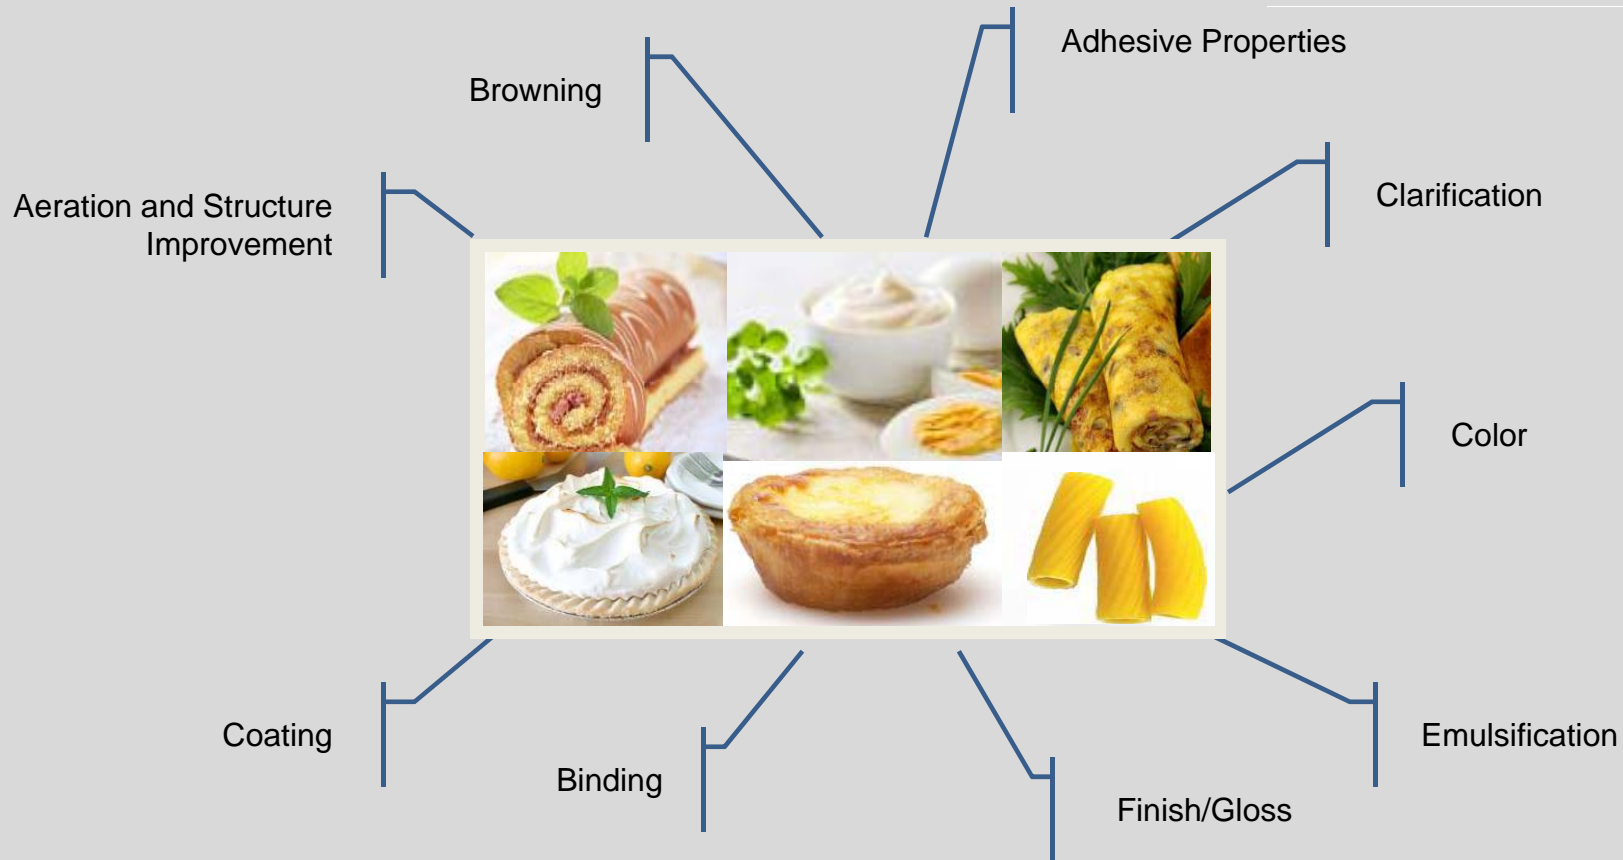 Adhesive Properties
Browning
Clarification
Aeration and Structure
Improvement
Color
Coating
Emulsification
Binding
Finish/Gloss